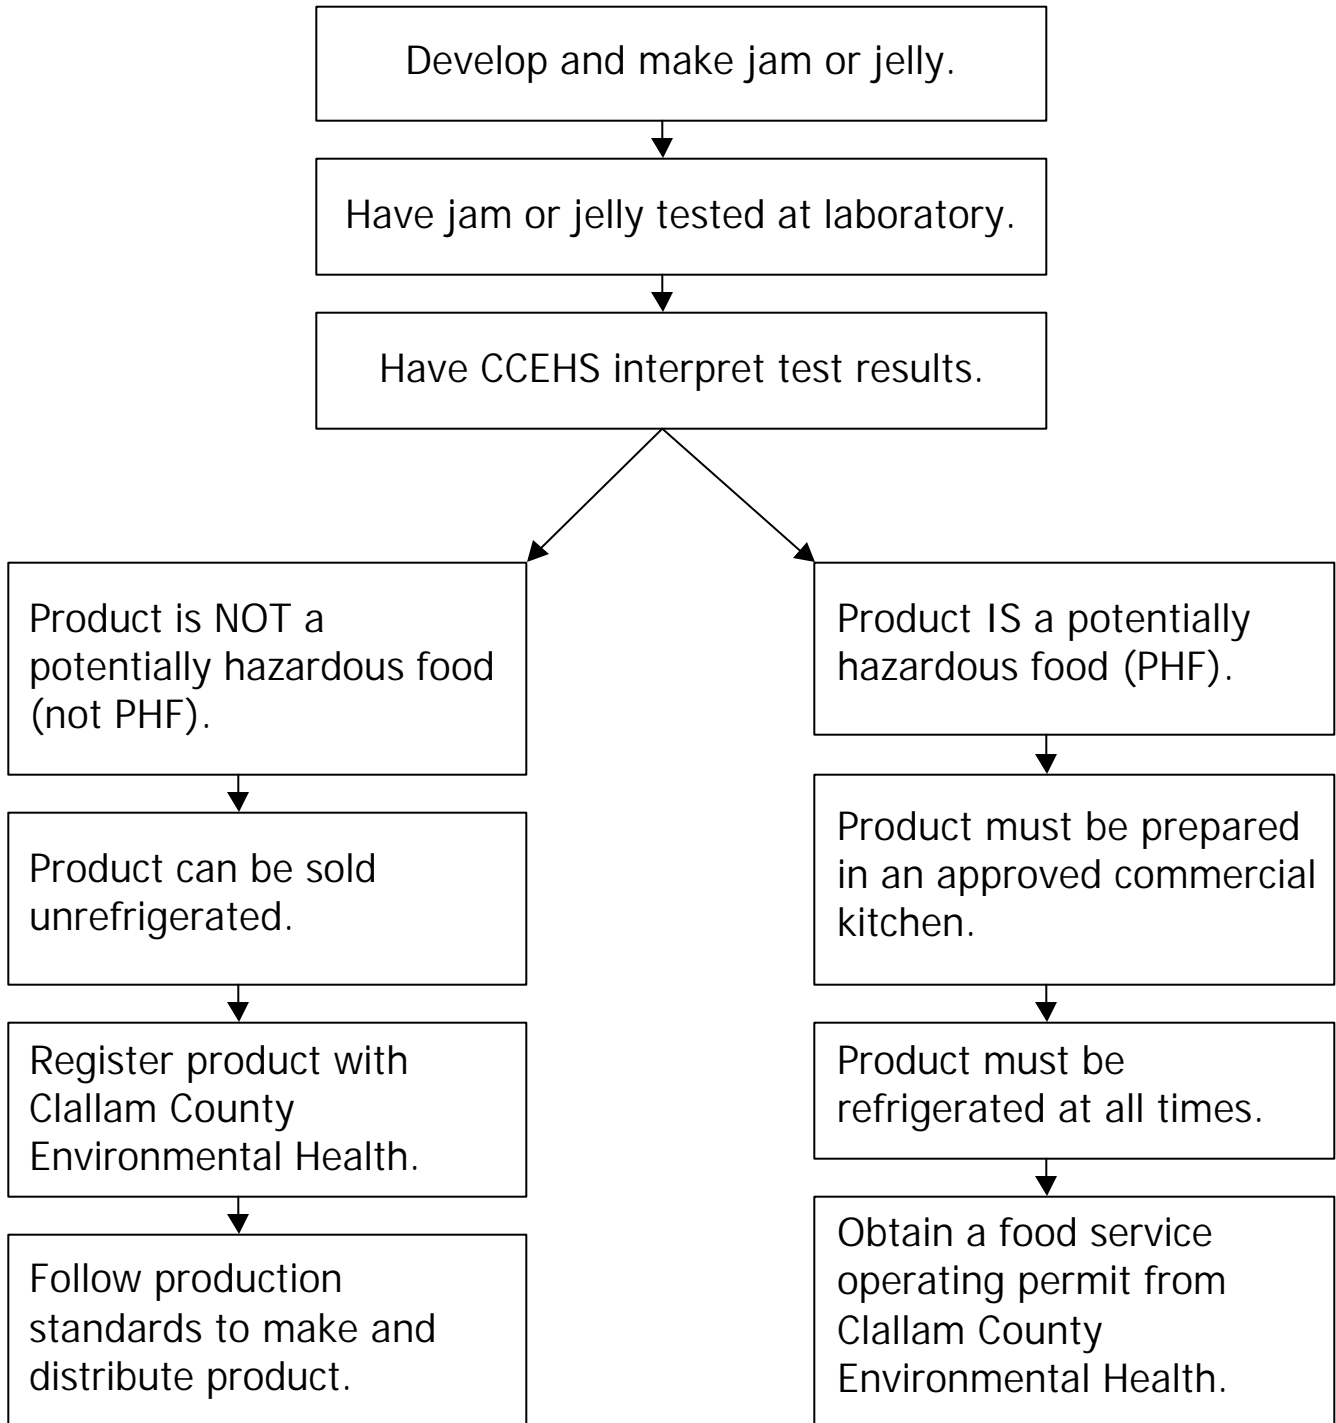 Develop and make jam or jelly.
Have jam or jelly tested at laboratory.
Have CCEHS interpret test results.
Product is NOT a
potentially hazardous food
(not PHF).
Product can be sold
unrefrigerated.
Register product with
Clallam County
Environmental Health.
Follow production
standards to make and
distribute product.
Product IS a potentially
hazardous food (PHF).
Product must be prepared
in an approved commercial
kitchen.
Product must be
refrigerated at all times.
Obtain a food service
operating permit from
Clallam County
Environmental Health.